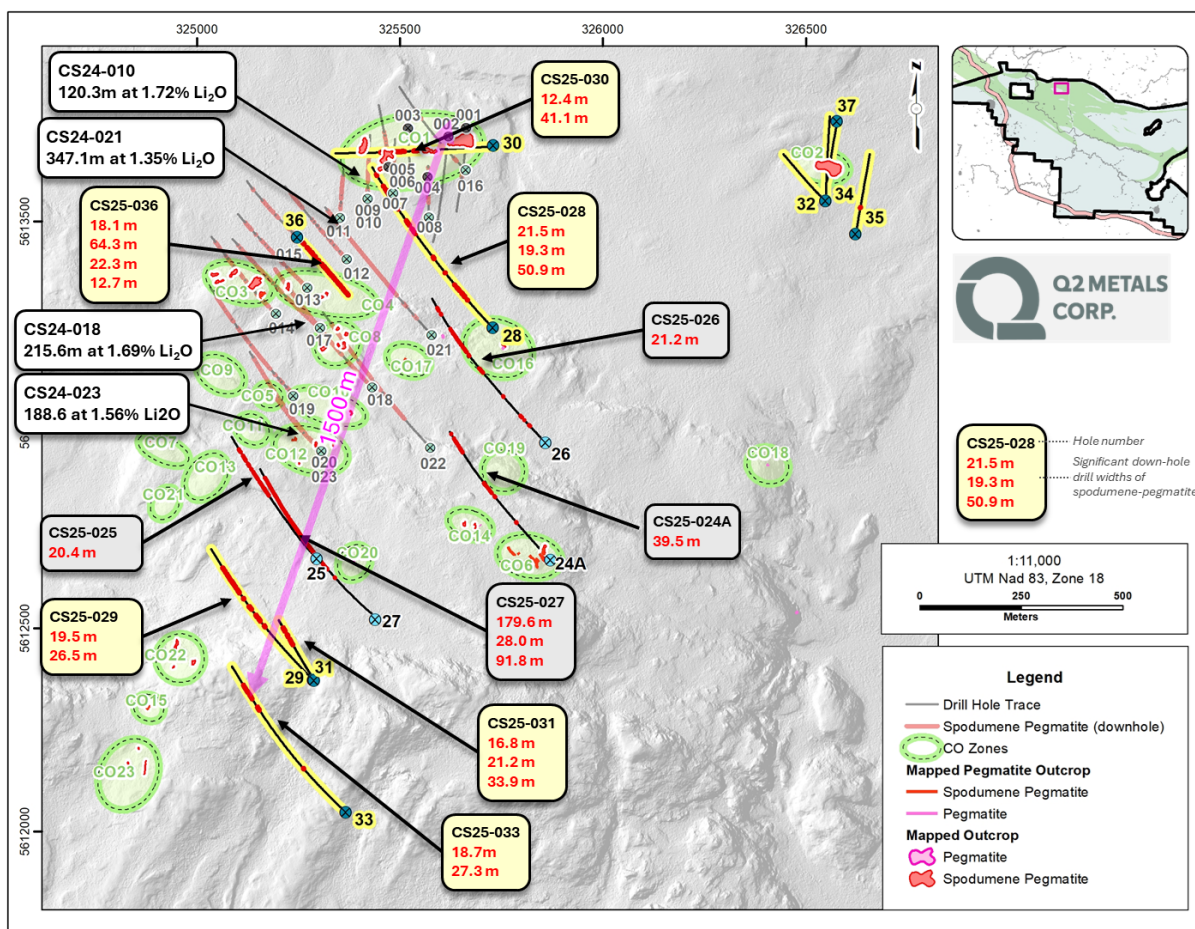 325000
325500
326000
326500
CS24-010
120.3m at 1.72% Li₂O
CS24-021
347.1m at 1.35% Li₂O
CS25-036
18.1 m
64.3 m
22.3 m
12.7 m
CS24-018
215.6m at 1.69% Li₂O
CS24-023
188.6 at 1.56% Li2O
CS25-025
20.4 m
CS25-029
19.5 m
26.5 m
CS25-030
12.4 m
41.1 m
CS25-028
21.5 m
19.3 m
50.9 m
CS25-026
21.2 m
CS25-024A
39.5 m
CS25-027
179.6 m
28.0 m
91.8 m
CS25-031
16.8 m
21.2 m
33.9 m
CS25-033
18.7m
27.3 m
5613500
5612500
5612000
003
001
002
CO1
30
005
006
004
016
009
010
007
011
008
36
015
012
CO3
013
CO4
014
017
CO8
021
28
CO16
CO9
CO17
CO5
019
018
CO7
CO12
020
023
022
CO13
CO21
26
CO19
CO18
CO14
CO6
24A
25
CO20
27
1500 m
CO22
29
31
CO15
CO23
33
37
CO2
32
34
35
N
Q2 METALS
CORP.
CS25-028
21.5 m
19.3 m
50.9 m
Hole number
Significant down-hole
drill widths of
spodumene-pegmatite
1:11,000
UTM Nad 83, Zone 18
0 250 500
Meters
Legend
Drill Hole Trace
Spodumene Pegmatite (downhole)
CO Zones
Mapped Pegmatite Outcrop
Spodumene Pegmatite
Pegmatite
Mapped Outcrop
Pegmatite
Spodumene Pegmatite